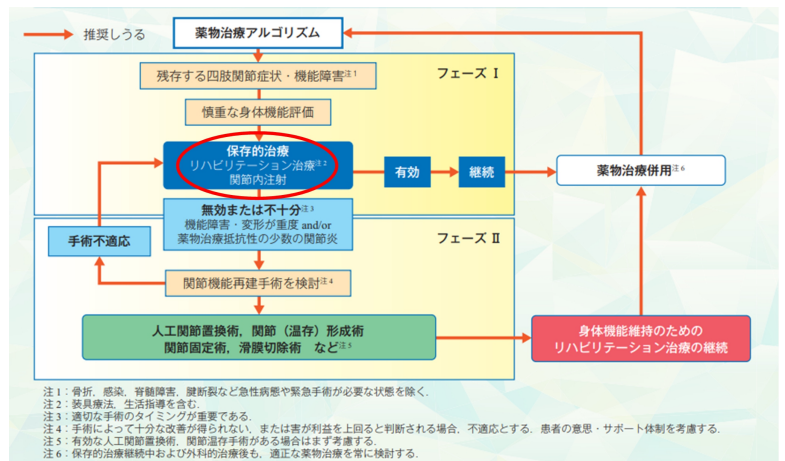 推奨しうる
薬物治療アルゴリズム
フェーズ Ⅰ
残存する四肢関節症状・機能障害注1
慎重な身体機能評価
保存的治療
リハビリテーション治療注2
関節内注射
有効
継続
薬物治療併用注6
無効または不十分注3
機能障害・変形が重度 and/or
薬物治療抵抗性の少数の関節炎
手術不適応
フェーズ Ⅱ
関節機能再建手術を検討注4
人工関節置換術，関節（温存）形成術
関節固定術，滑膜切除術　など注5
身体機能維持のための
リハビリテーション治療の継続
注1：骨折，感染，脊髄障害，腱断裂など急性病態や緊急手術が必要な状態を除く．
注2：装具療法，生活指導を含む．
注3：適切な手術のタイミングが重要である．
注4：手術によって十分な改善が得られない，または害が利益を上回ると判断される場合，不適応とする．患者の意思・サポート体制を考慮する．
注5：有効な人工関節置換術，関節温存手術がある場合はまず考慮する．
注6：保存的治療継続中および外科的治療後も，適正な薬物治療を常に検討する．